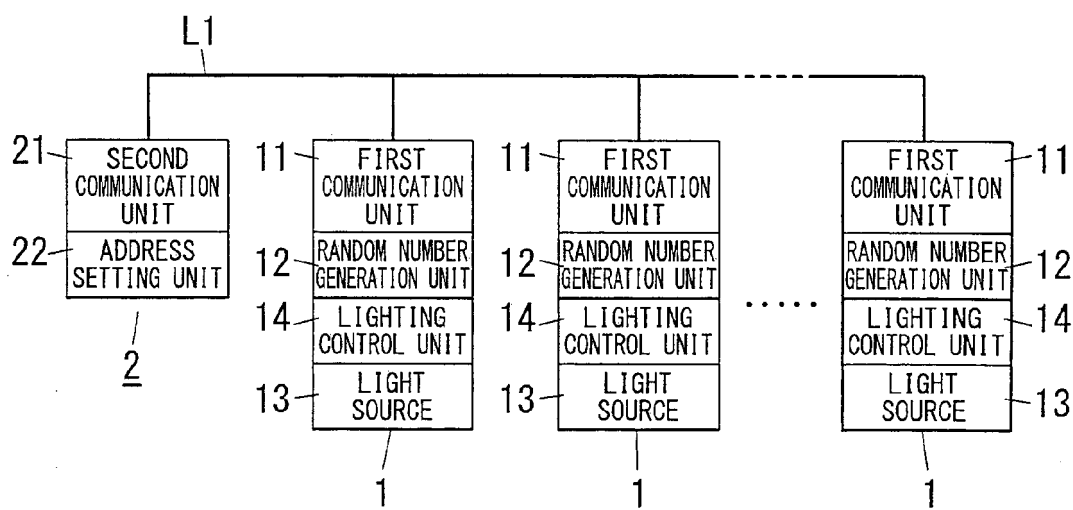 L1
21
SECOND
COMMUNICATION
UNIT
22
ADDRESS
SETTING UNIT
2
11
FIRST
COMMUNICATION
UNIT
12
RANDOM NUMBER
GENERATION UNIT
14
LIGHTING
CONTROL UNIT
13
LIGHT
SOURCE
1
11
FIRST
COMMUNICATION
UNIT
12
RANDOM NUMBER
GENERATION UNIT
14
LIGHTING
CONTROL UNIT
13
LIGHT
SOURCE
1
.....
FIRST
COMMUNICATION
UNIT
11
RANDOM NUMBER
GENERATION UNIT
12
LIGHTING
CONTROL UNIT
14
LIGHT
SOURCE
13
1